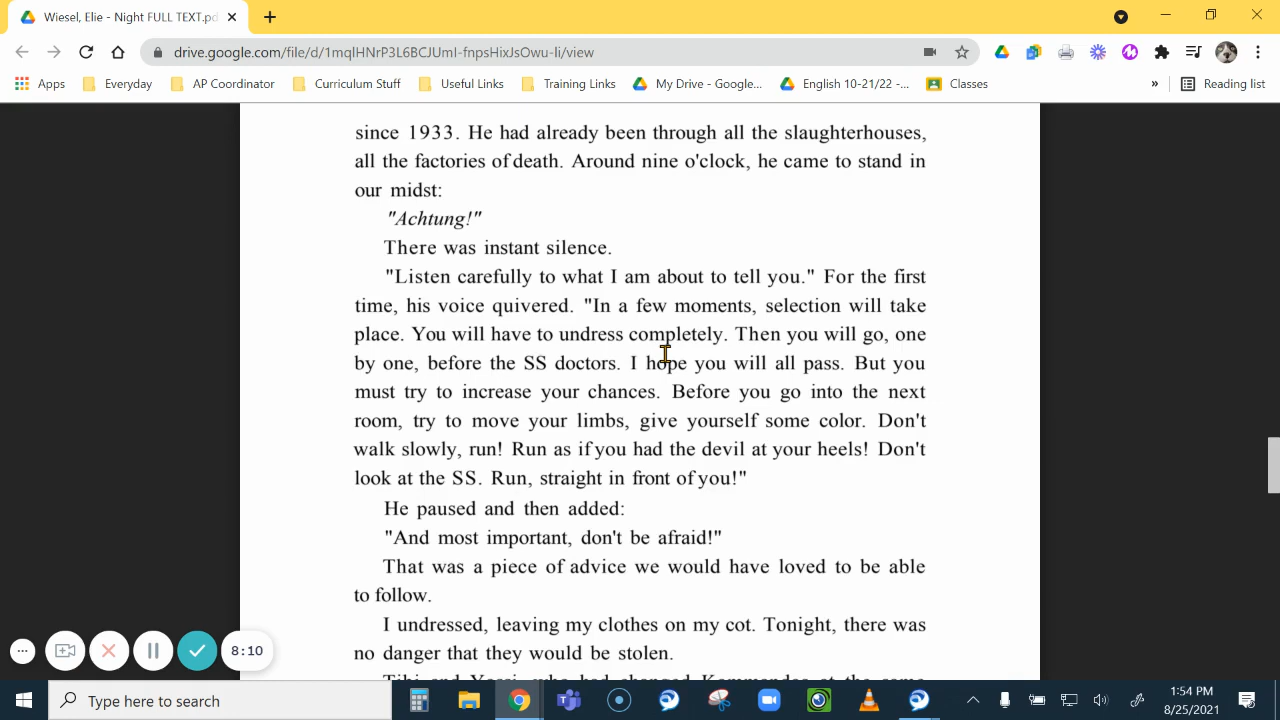 Wiesel, Elie - Night FULL TEXT.pd
drive.google.com/file/d/1mqIHNrP3L6BCJUmI-fnpsHixJsOwu-li/view
Apps Everyday AP Coordinator Curriculum Stuff Useful Links Training Links My Drive - Google... English 10-21/22 -... Classes » Reading list
since 1933. He had already been through all the slaughterhouses,
all the factories of death. Around nine o'clock, he came to stand in
our midst:
"Achtung!"
There was instant silence.
"Listen carefully to what I am about to tell you." For the first
time, his voice quivered. "In a few moments, selection will take
place. You will have to undress completely. Then you will go, one
by one, before the SS doctors. I hope you will all pass. But you
must try to increase your chances. Before you go into the next
room, try to move your limbs, give yourself some color. Don't
walk slowly, run! Run as if you had the devil at your heels! Don't
look at the SS. Run, straight in front of you!"
He paused and then added:
"And most important, don't be afraid!"
That was a piece of advice we would have loved to be able
to follow.
I undressed, leaving my clothes on my cot. Tonight, there was
no danger that they would be stolen.
Tibi and Yossi, who had changed Kommandos at the same
8:10
Type here to search
1:54 PM
8/25/2021